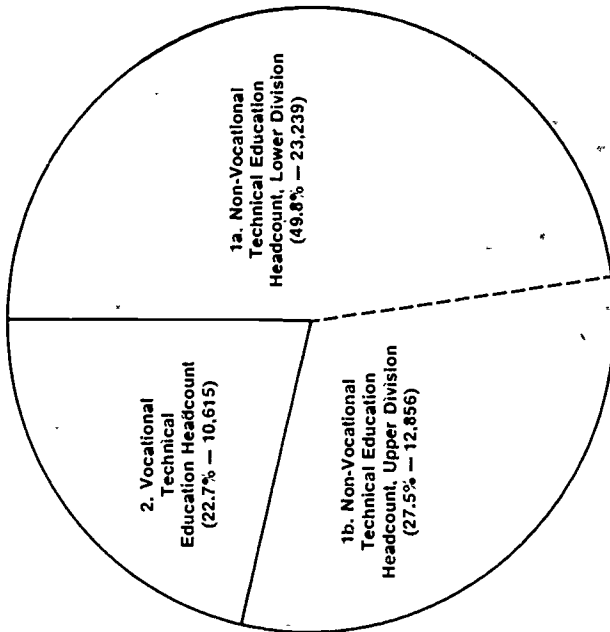 1a. Non-Vocational
Technical Education
Headcount, Lower Division
(49.8% — 23,239)
2. Vocational
Technical
Education Headcount
(22.7% — 10,615)
1b. Non-Vocational
Technical Education
Headcount, Upper Division
(27.5% — 12,856)